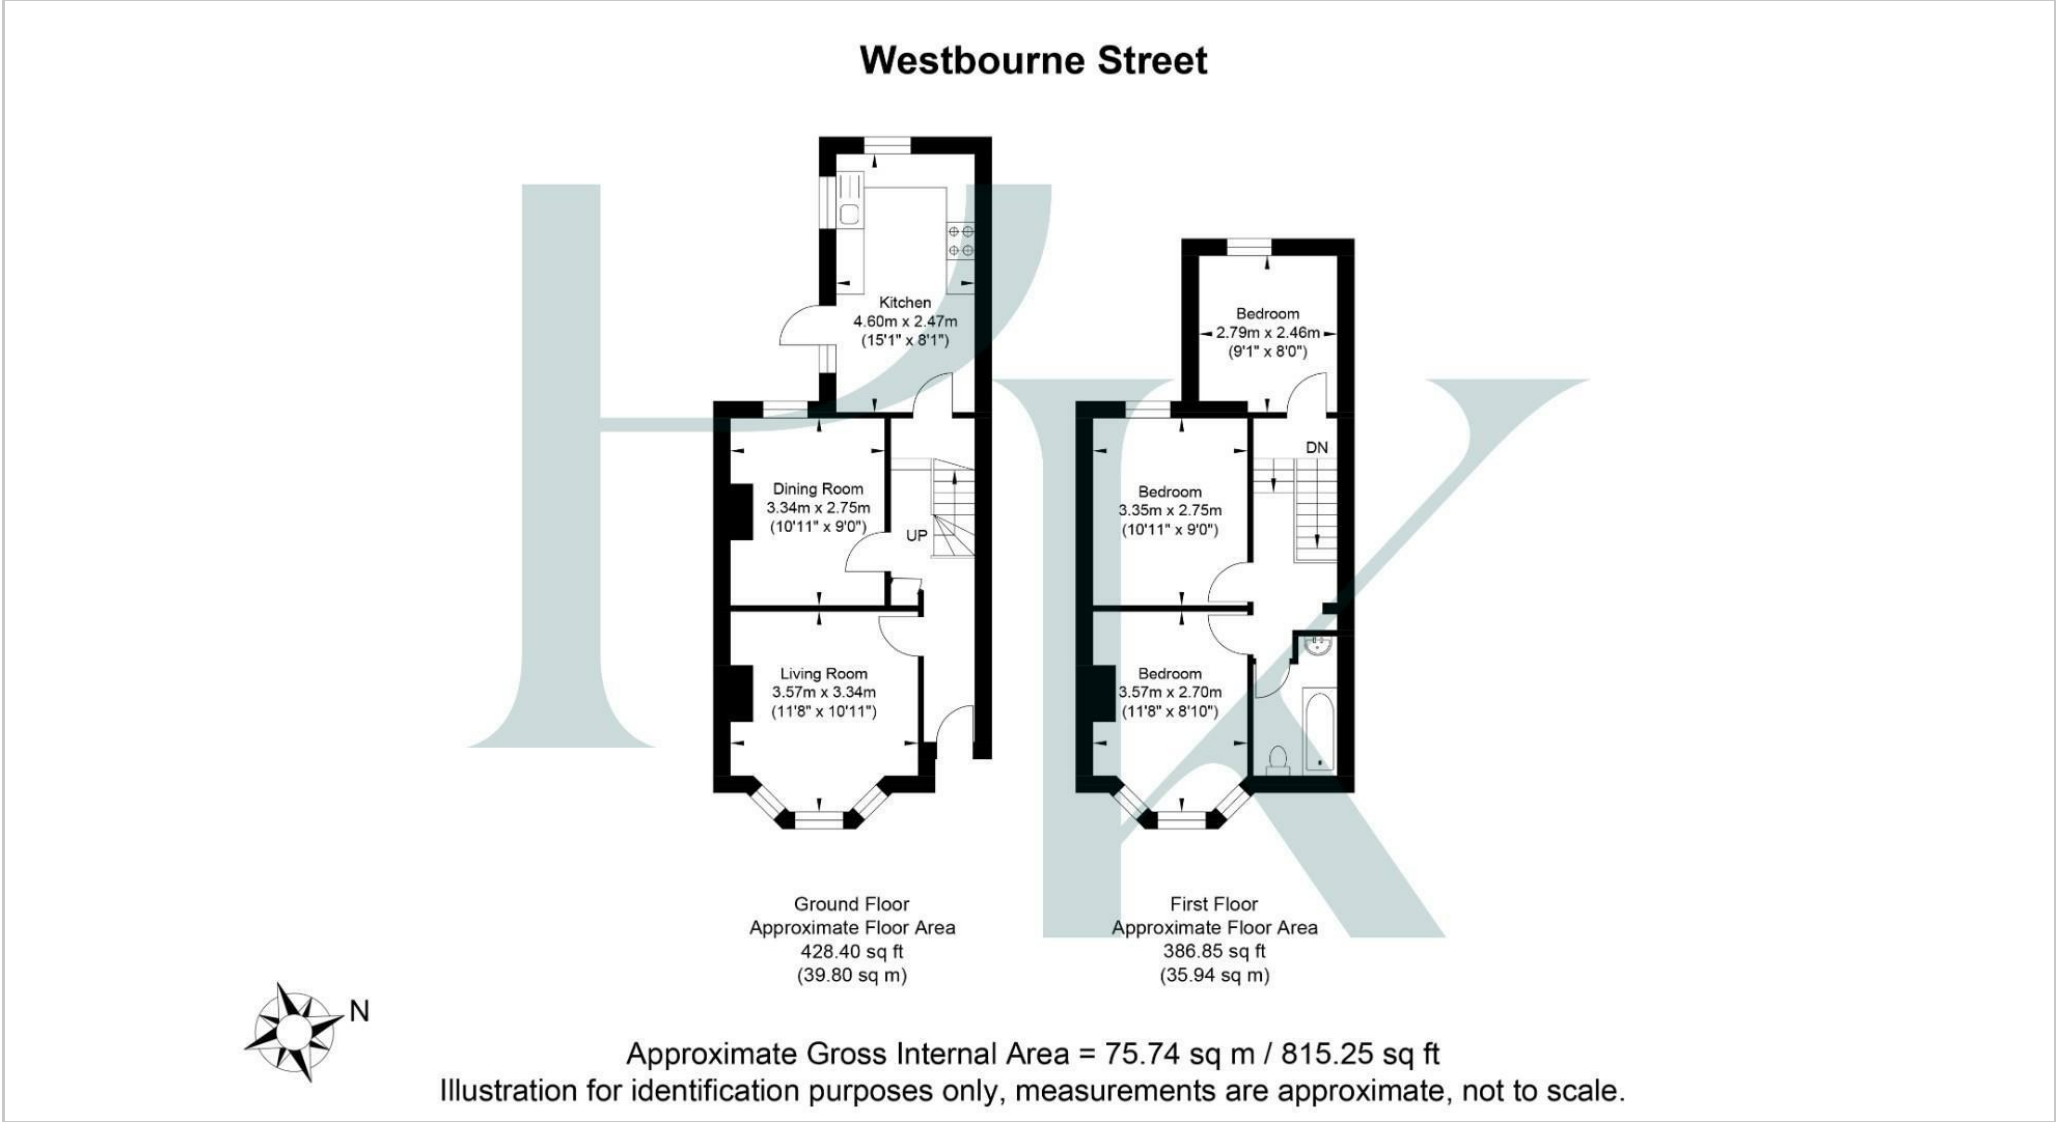 Westbourne Street
Kitchen
4.60m x 2.47m
(15'1" x 8'1")
Dining Room
3.34m x 2.75m
(10'11" x 9'0")
UP
Living Room
3.57m x 3.34m
(11'8" x 10'11")
Bedroom
2.79m x 2.46m
(9'1" x 8'0")
DN
Bedroom
3.35m x 2.75m
(10'11" x 9'0")
Bedroom
3.57m x 2.70m
(11'8" x 8'10")
Ground Floor
Approximate Floor Area
428.40 sq ft
(39.80 sq m)
First Floor
Approximate Floor Area
386.85 sq ft
(35.94 sq m)
N
Approximate Gross Internal Area = 75.74 sq m / 815.25 sq ft
Illustration for identification purposes only, measurements are approximate, not to scale.